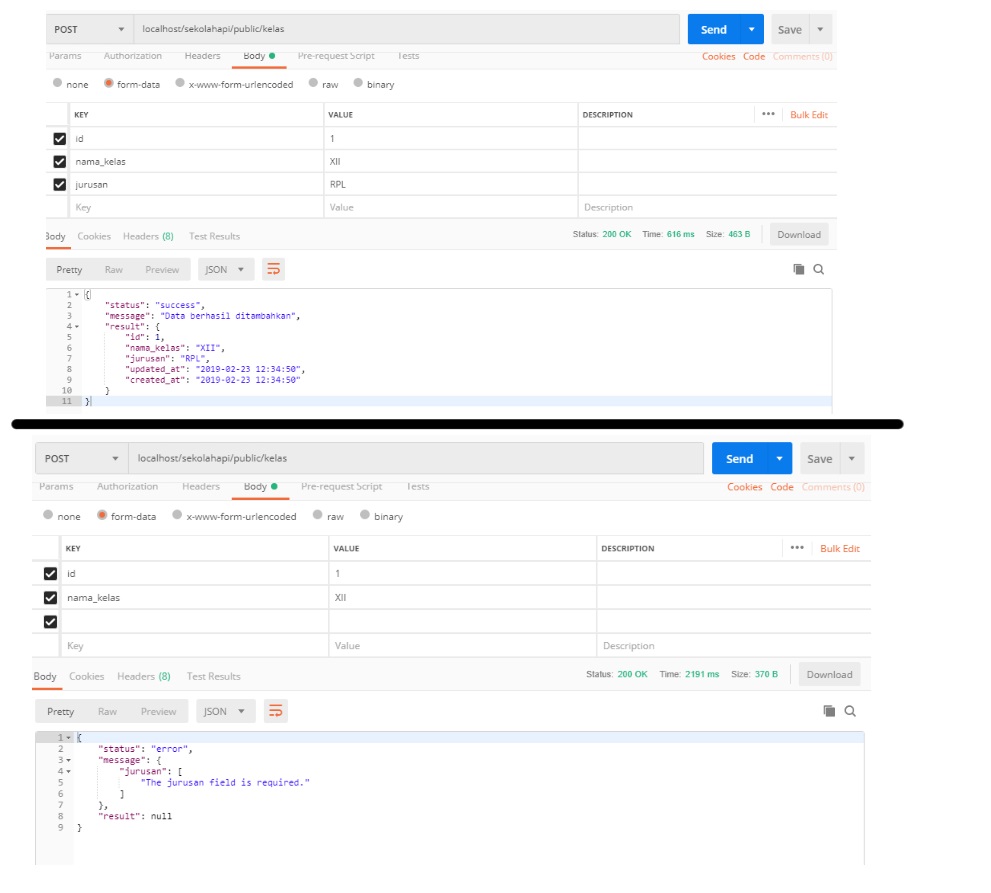 POST localhost/sekolahapi/public/kelas Send Save
Params Authorization Headers Body Pre-request Script Tests Cookies Code Comments (0)
none form-data x-www-form-urlencoded raw binary
KEY VALUE DESCRIPTION ••• Bulk Edit
id 1
nama_kelas XII
jurusan RPL
Key Value Description
Body Cookies Headers (8) Test Results Status: 200 OK Time: 616 ms Size: 463 B Download
Pretty Raw Preview JSON
1 {
2 "status": "success",
3 "message": "Data berhasil ditambahkan",
4 "result": {
5 "id": 1,
6 "nama_kelas": "XII",
7 "jurusan": "RPL",
8 "updated_at": "2019-02-23 12:34:50",
9 "created_at": "2019-02-23 12:34:50"
10 }
11 }
POST localhost/sekolahapi/public/kelas Send Save
Params Authorization Headers Body Pre-request Script Tests Cookies Code Comments (0)
none form-data x-www-form-urlencoded raw binary
KEY VALUE DESCRIPTION ••• Bulk Edit
id 1
nama_kelas XII
Key Value Description
Body Cookies Headers (8) Test Results Status: 200 OK Time: 2191 ms Size: 370 B Download
Pretty Raw Preview JSON
1 {
2 "status": "error",
3 "message": {
4 "jurusan": [
5 "The jurusan field is required."
6 ]
7 },
8 "result": null
9 }